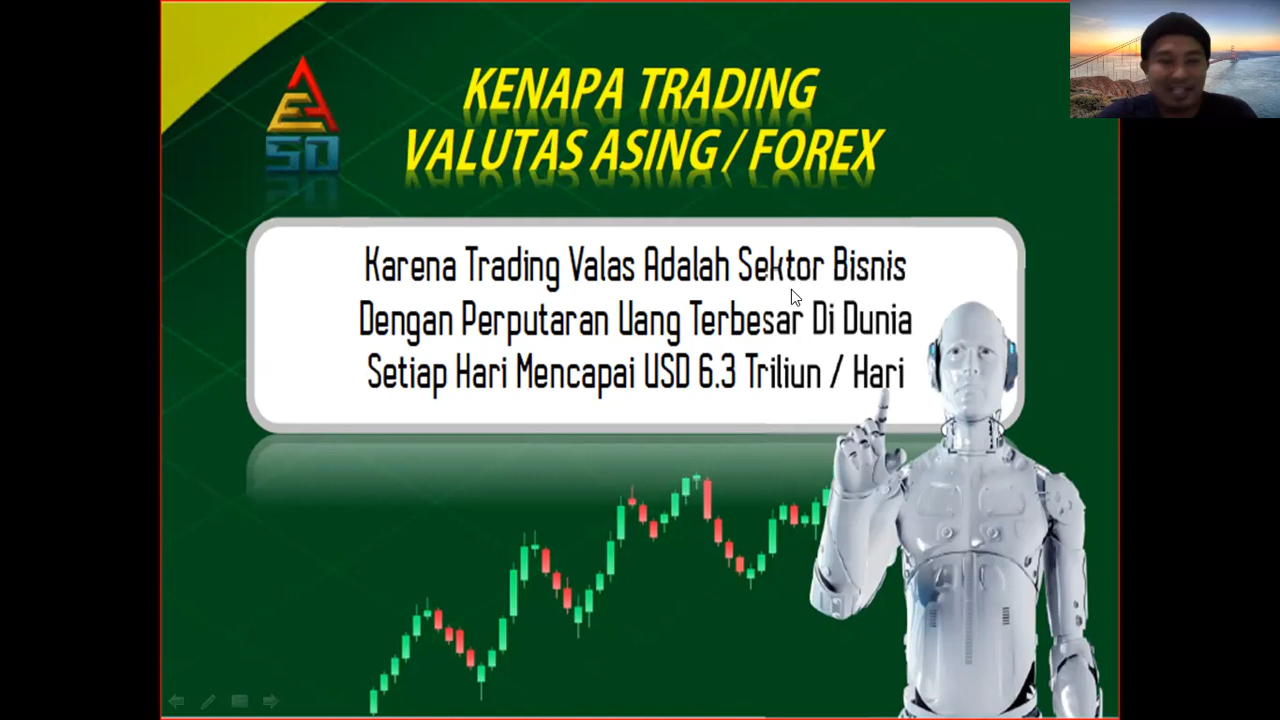 KENAPA TRADING
VALUTAS ASING / FOREX
Karena Trading Valas Adalah Sektor Bisnis
Dengan Perputaran Uang Terbesar Di Dunia
Setiap Hari Mencapai USD 6.3 Triliun / Hari